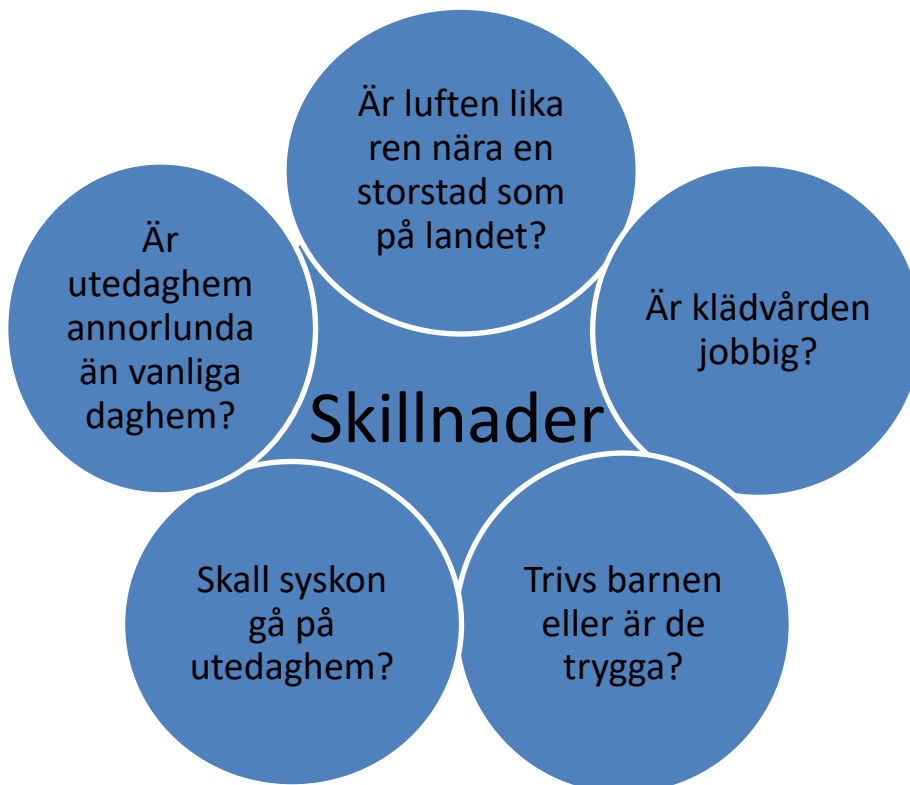 Är luften lika
ren nära en
storstad som
på landet?
Är klädvården
jobbig?
Trivs barnen
eller är de
trygga?
Skall syskon
gå på
utedaghem?
Är
utedaghem
annorlunda
än vanliga
daghem?
Skillnader